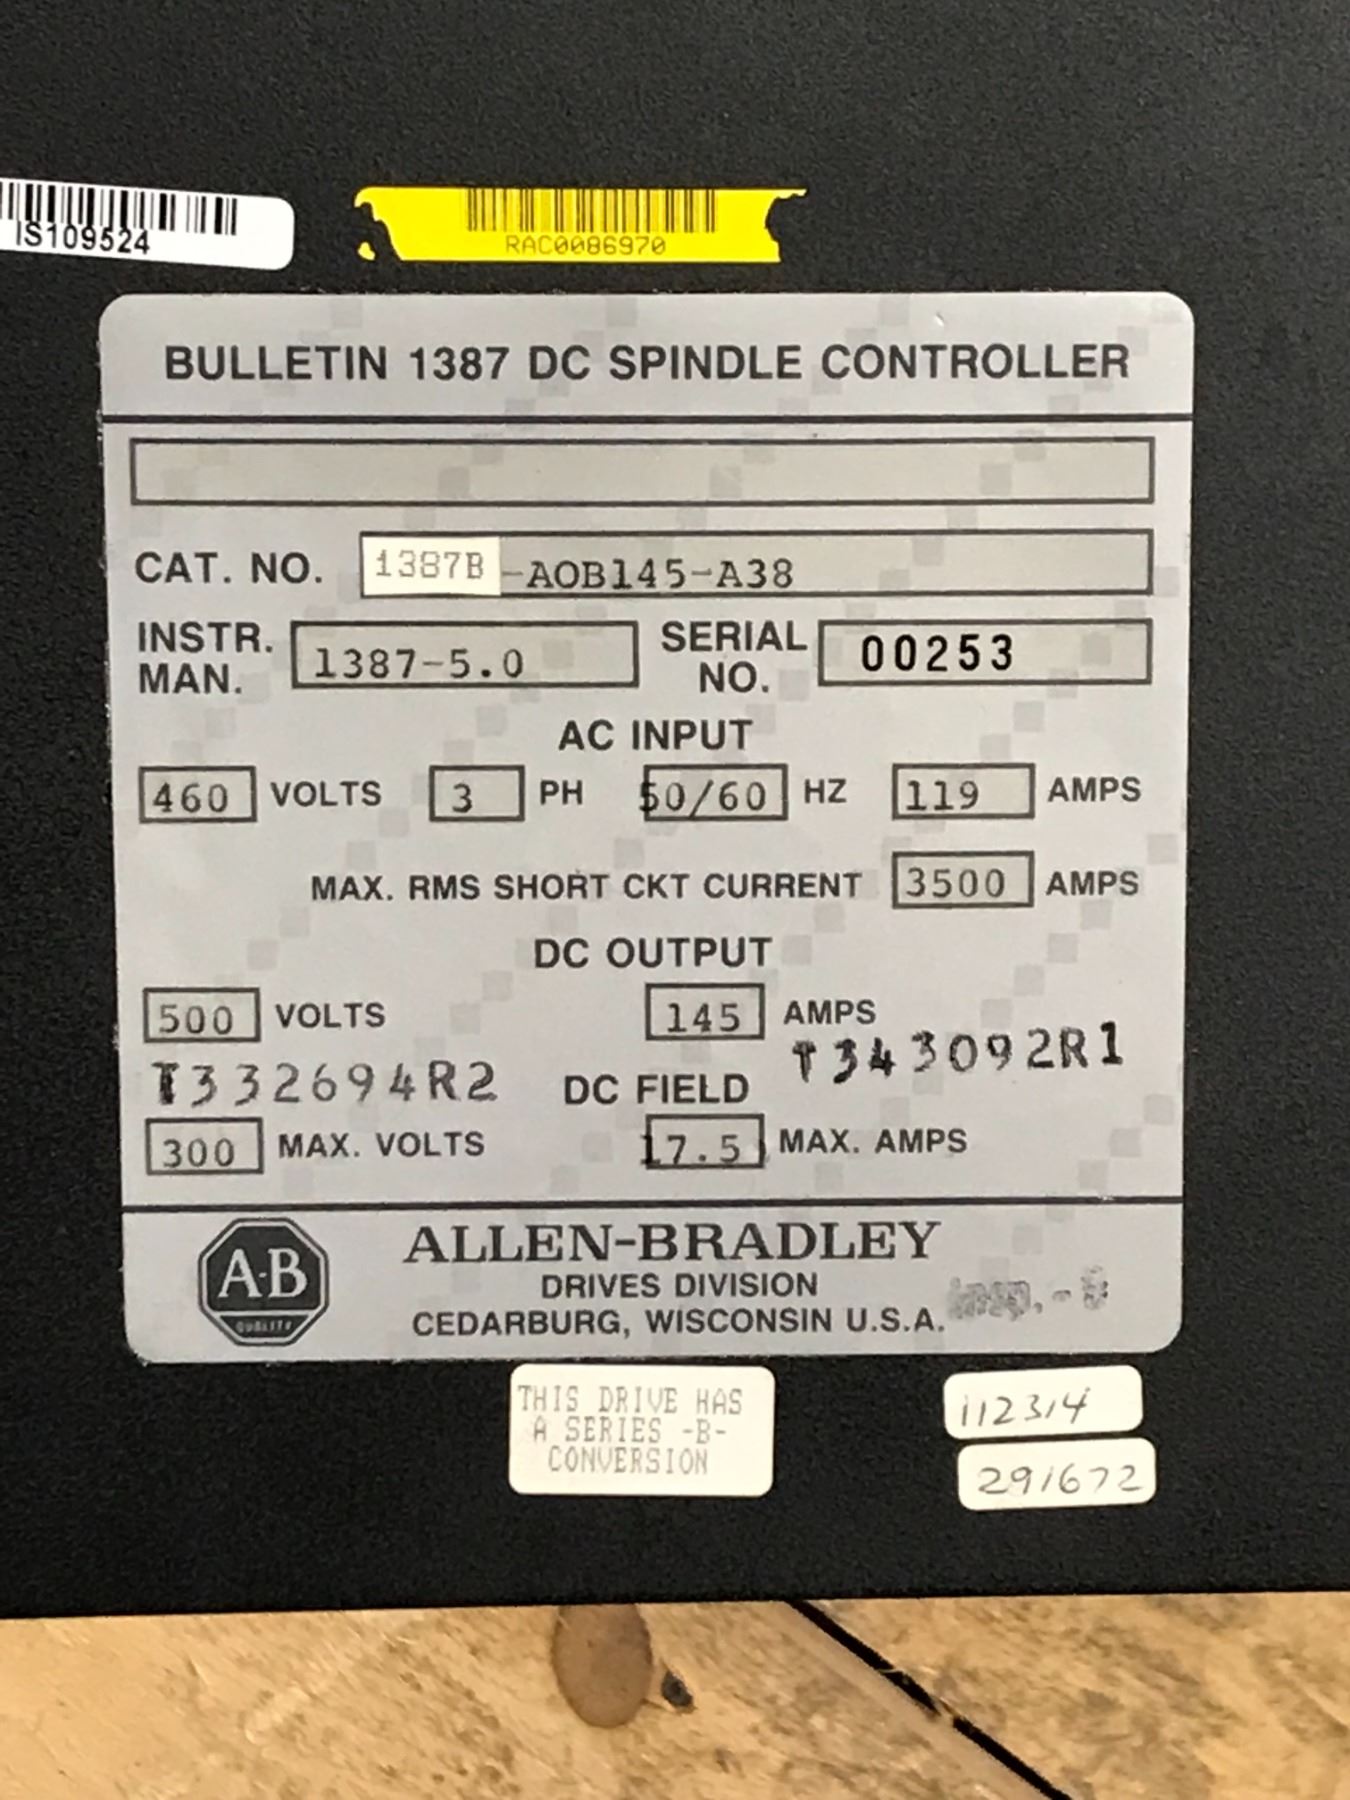 IS109524
RAC0086970
BULLETIN 1387 DC SPINDLE CONTROLLER
CAT. NO. 1387B-AOB145-A38
INSTR. MAN. 1387-5.0 SERIAL NO. 00253
AC INPUT
460 VOLTS 3 PH 50/60 HZ 119 AMPS
MAX. RMS SHORT CKT CURRENT 3500 AMPS
DC OUTPUT
500 VOLTS 145 AMPS
T332694R2 DC FIELD T343092R1
300 MAX. VOLTS 17.5 MAX. AMPS
A-B
QUALITY
ALLEN-BRADLEY
DRIVES DIVISION
CEDARBURG, WISCONSIN U.S.A.
THIS DRIVE HAS
A SERIES -B-
CONVERSION
112314
291672